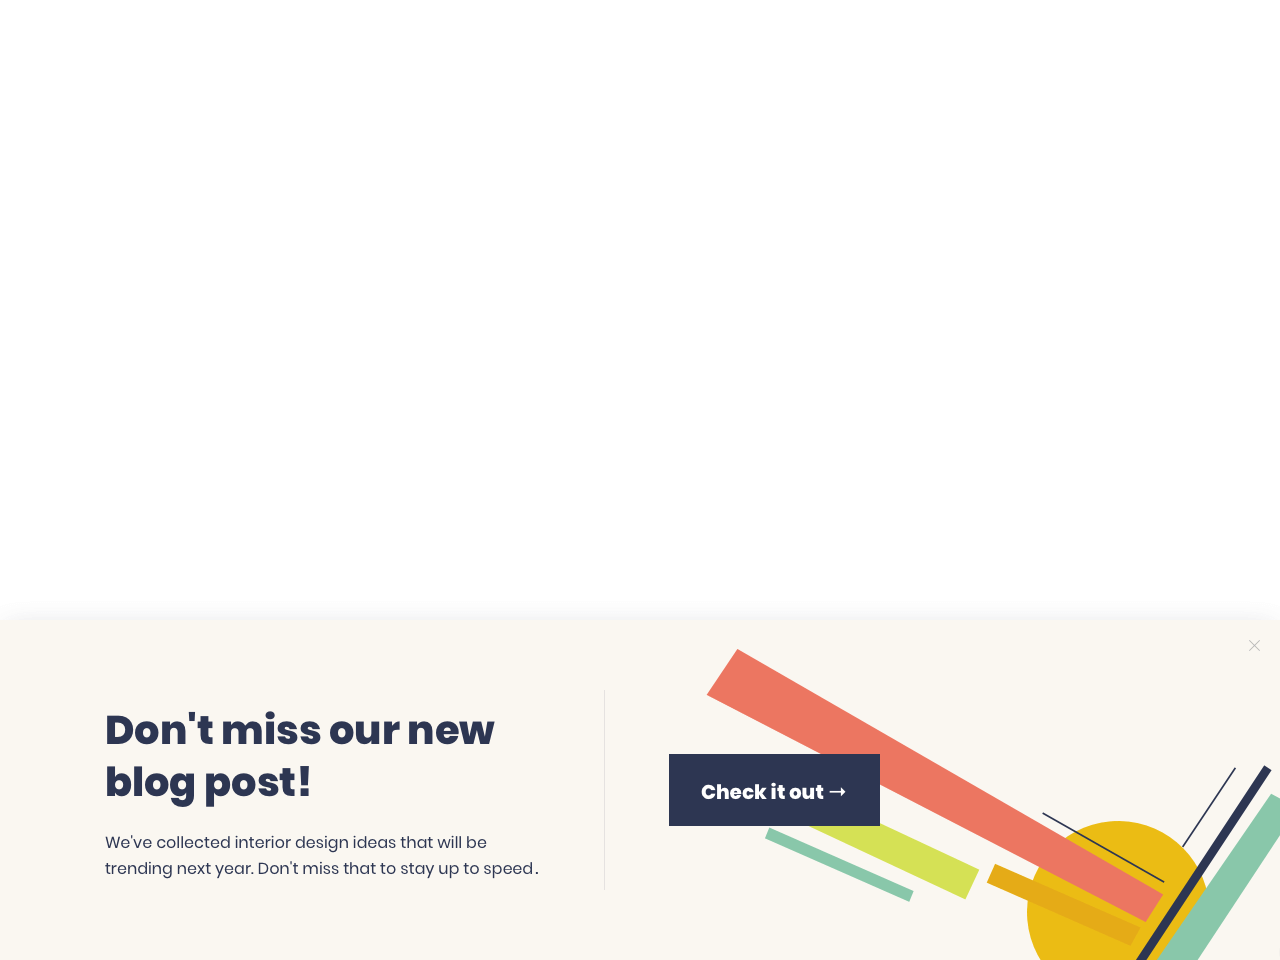 Don't miss our new
blog post!
We've collected interior design ideas that will be
trending next year. Don't miss that to stay up to speed.
Check it out →